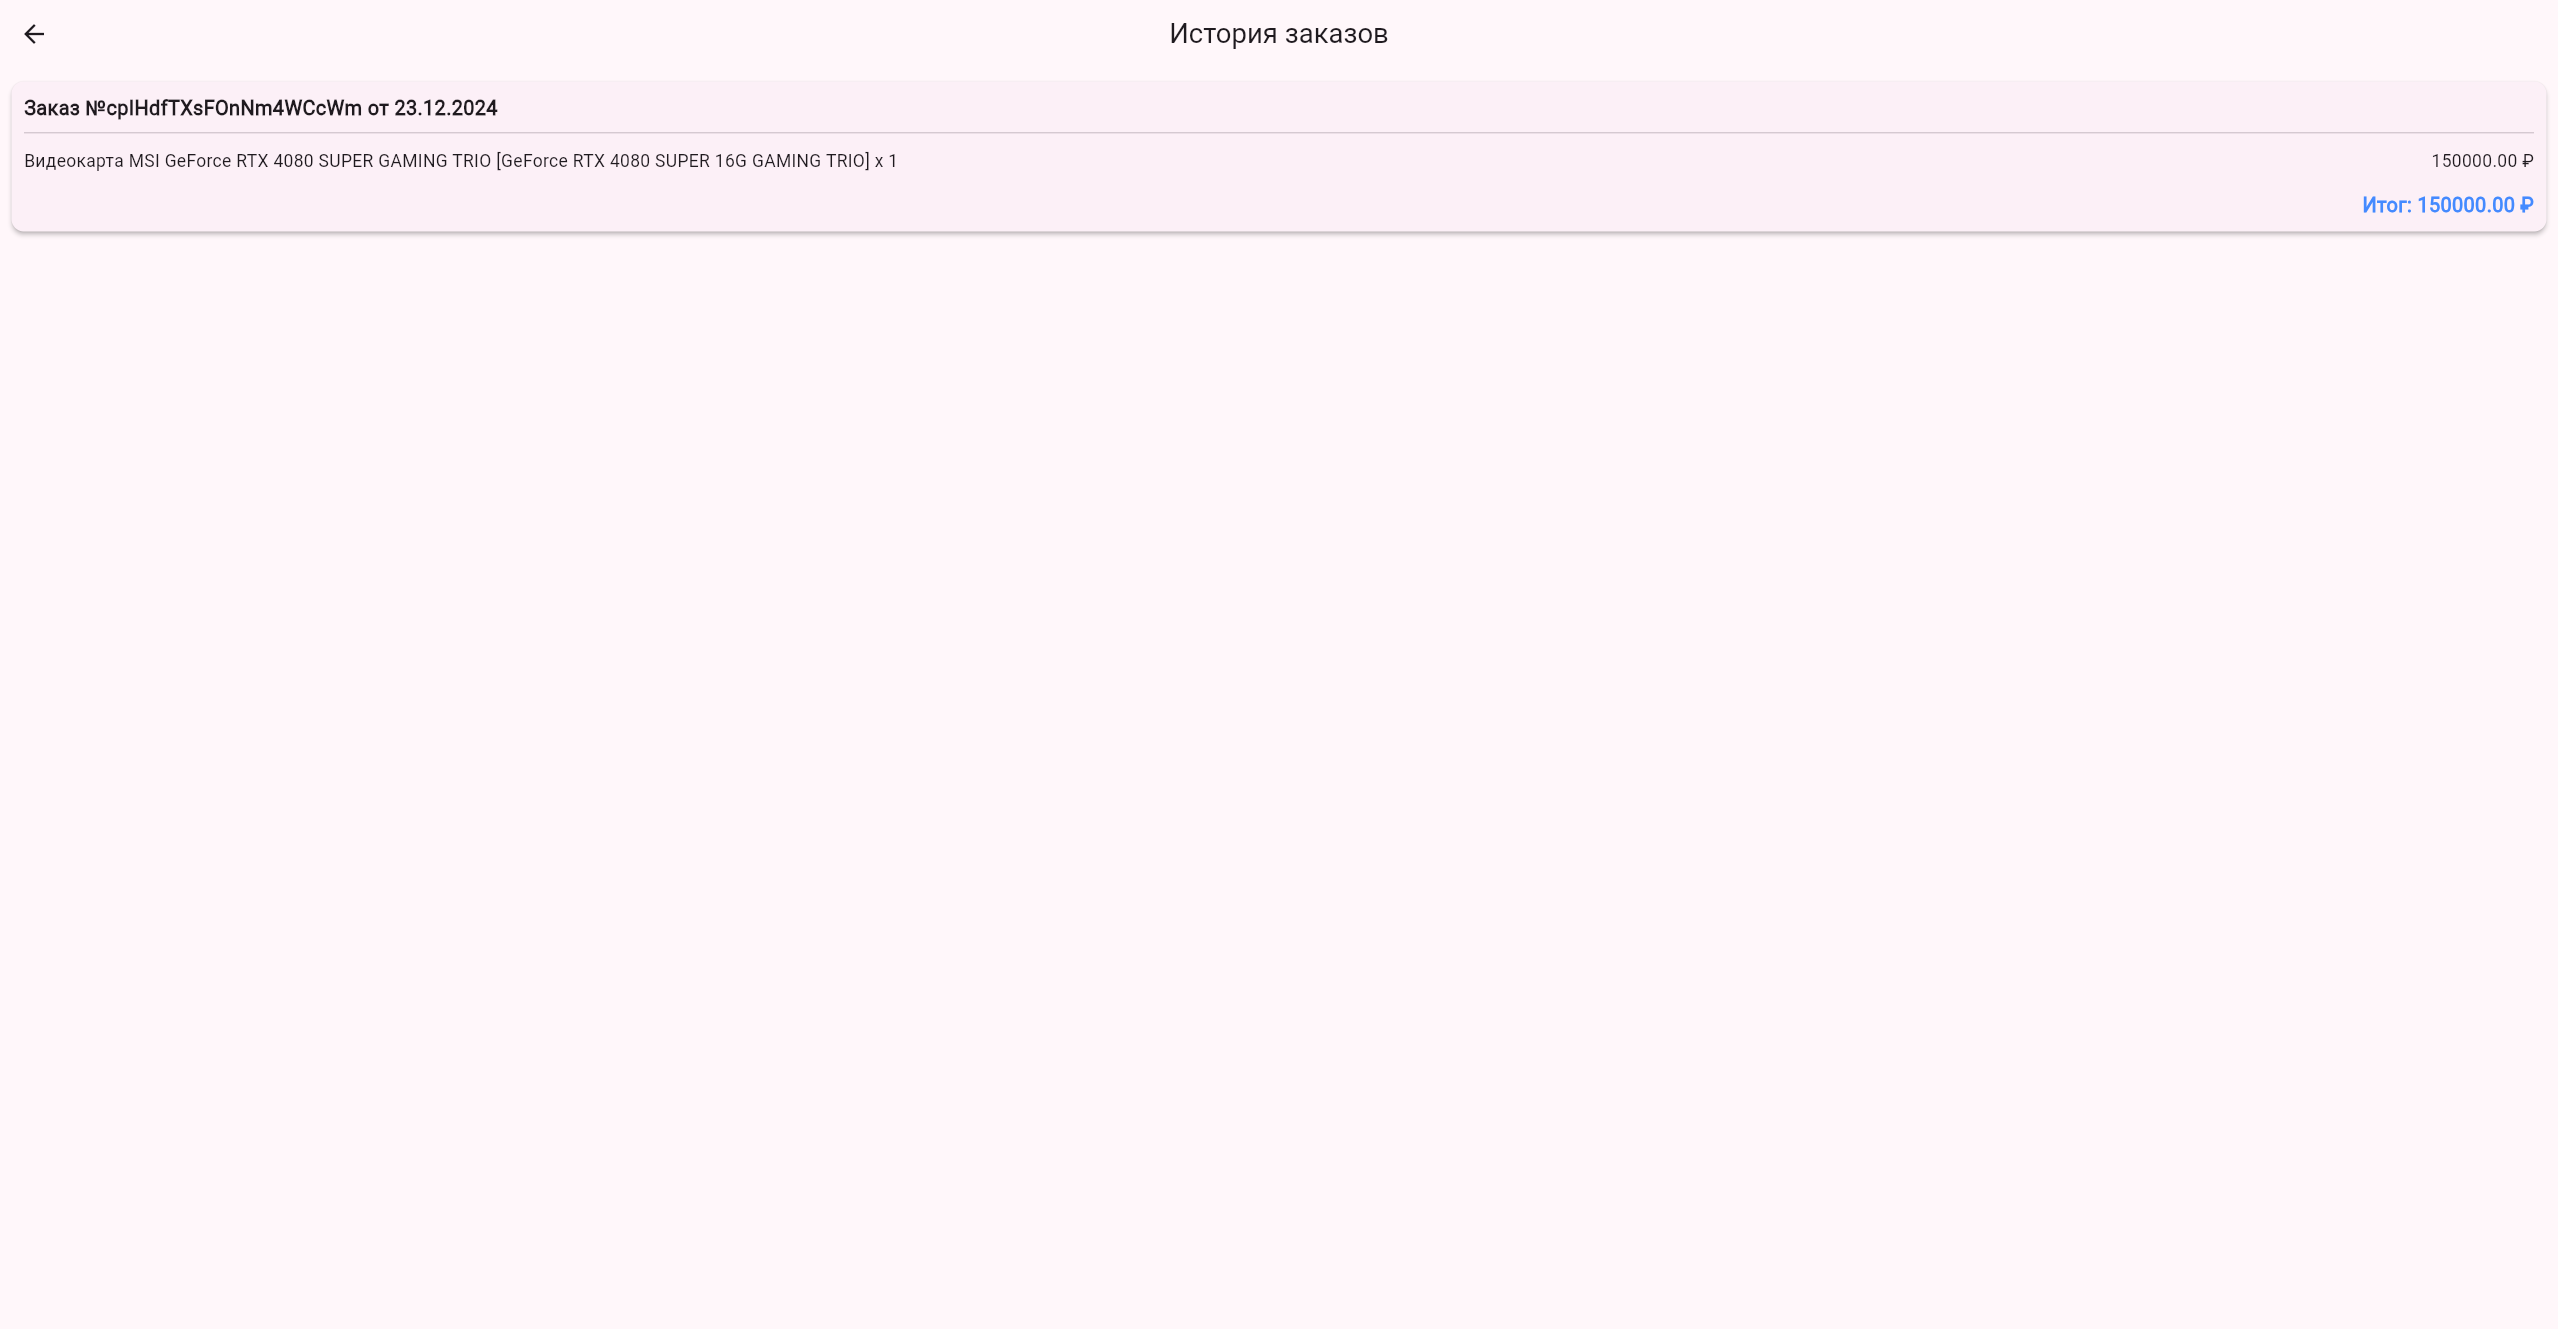 История заказов
Заказ №cplHdfTXsFOnNm4WCcWm от 23.12.2024
Видеокарта MSI GeForce RTX 4080 SUPER GAMING TRIO [GeForce RTX 4080 SUPER 16G GAMING TRIO] x 1 150000.00 ₽
Итог: 150000.00 ₽